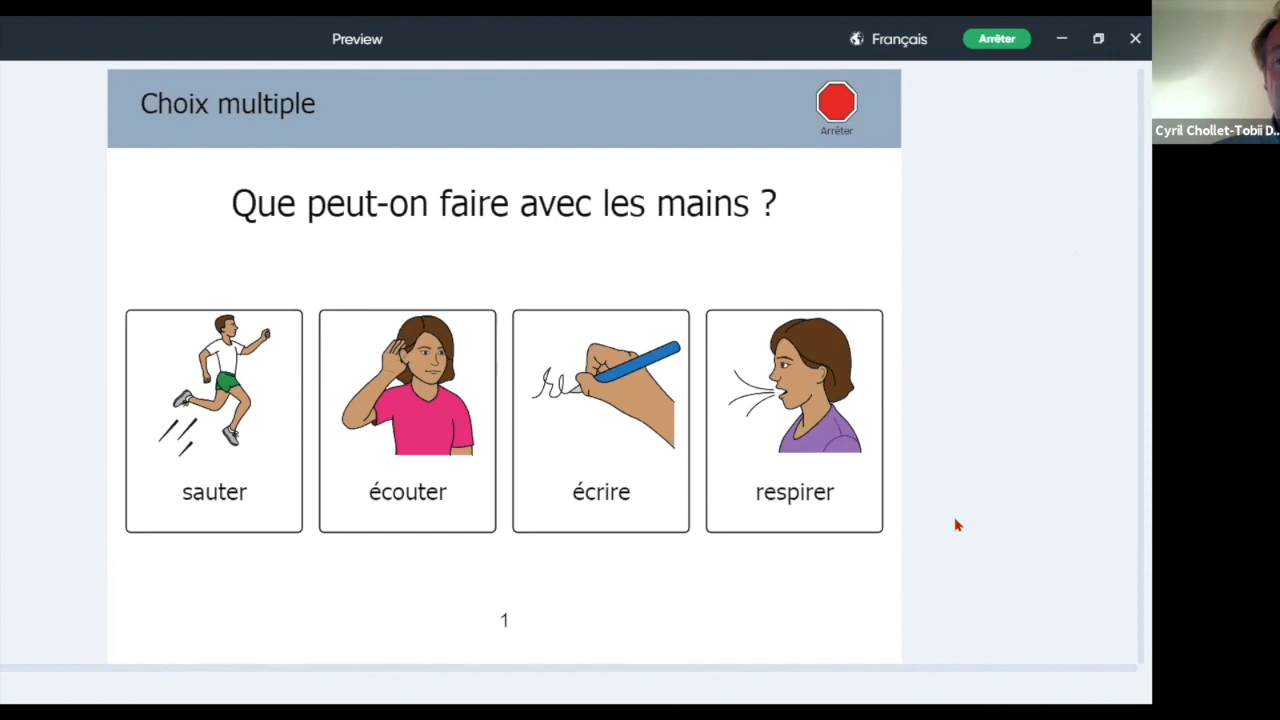 Preview
Français
Arrêter
Cyril Chollet-Tobii D...
Choix multiple
Arrêter
Que peut-on faire avec les mains ?
sauter
écouter
écrire
respirer
1